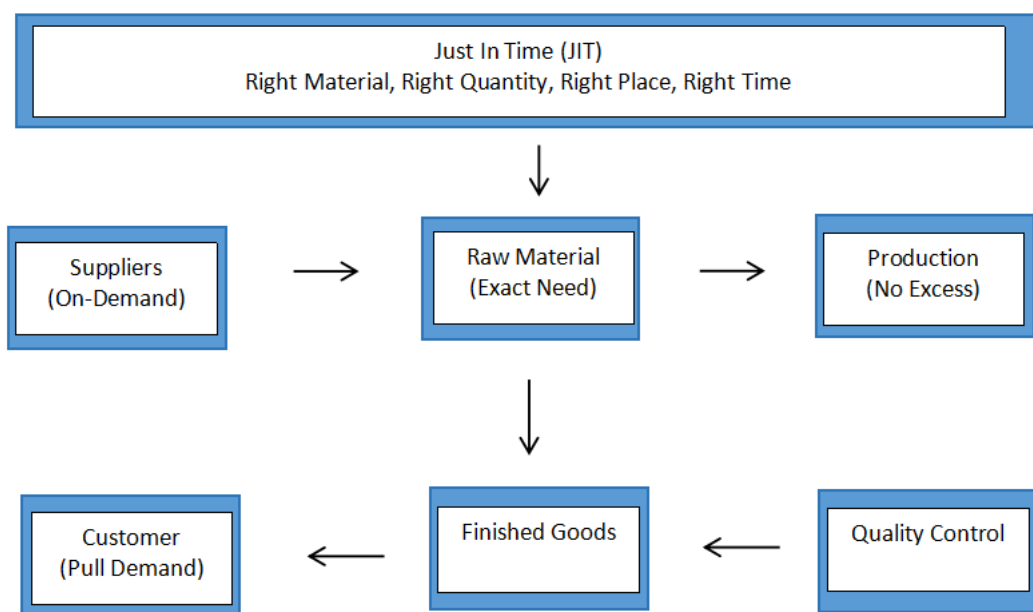 Just In Time (JIT)
Right Material, Right Quantity, Right Place, Right Time
Suppliers
(On-Demand)
Raw Material
(Exact Need)
Production
(No Excess)
Customer
(Pull Demand)
Finished Goods
Quality Control